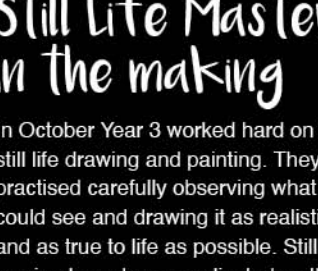 Still Life Maste
n the making
n October Year 3 worked hard on
still life drawing and painting. They
practised carefully observing what
could see and drawing it as realisti
and as true to life as possible. Still